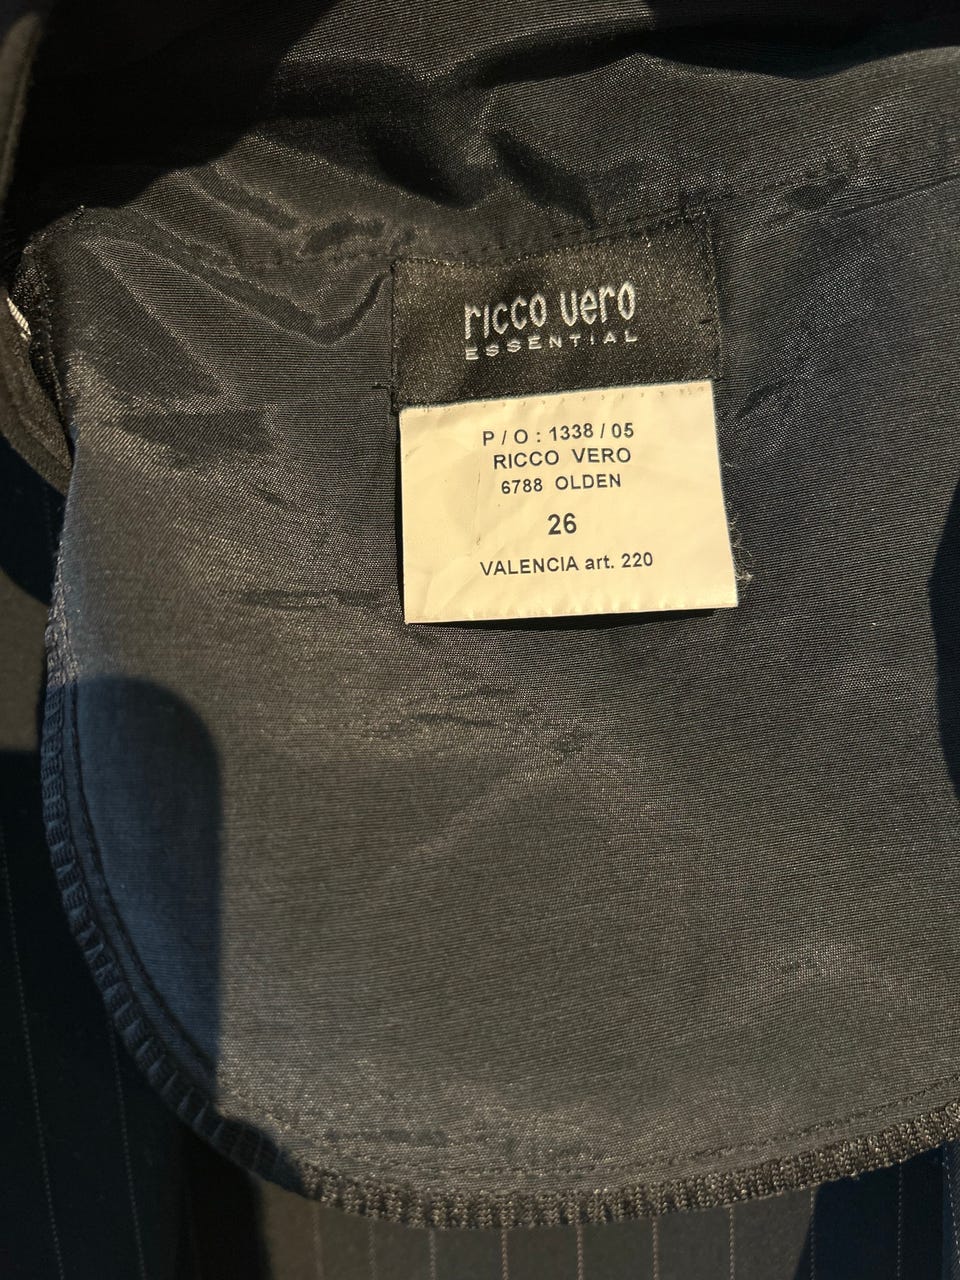 ricco vero
ESSENTIAL
P / O : 1338 / 05
RICCO VERO
6788 OLDEN
26
VALENCIA art. 220